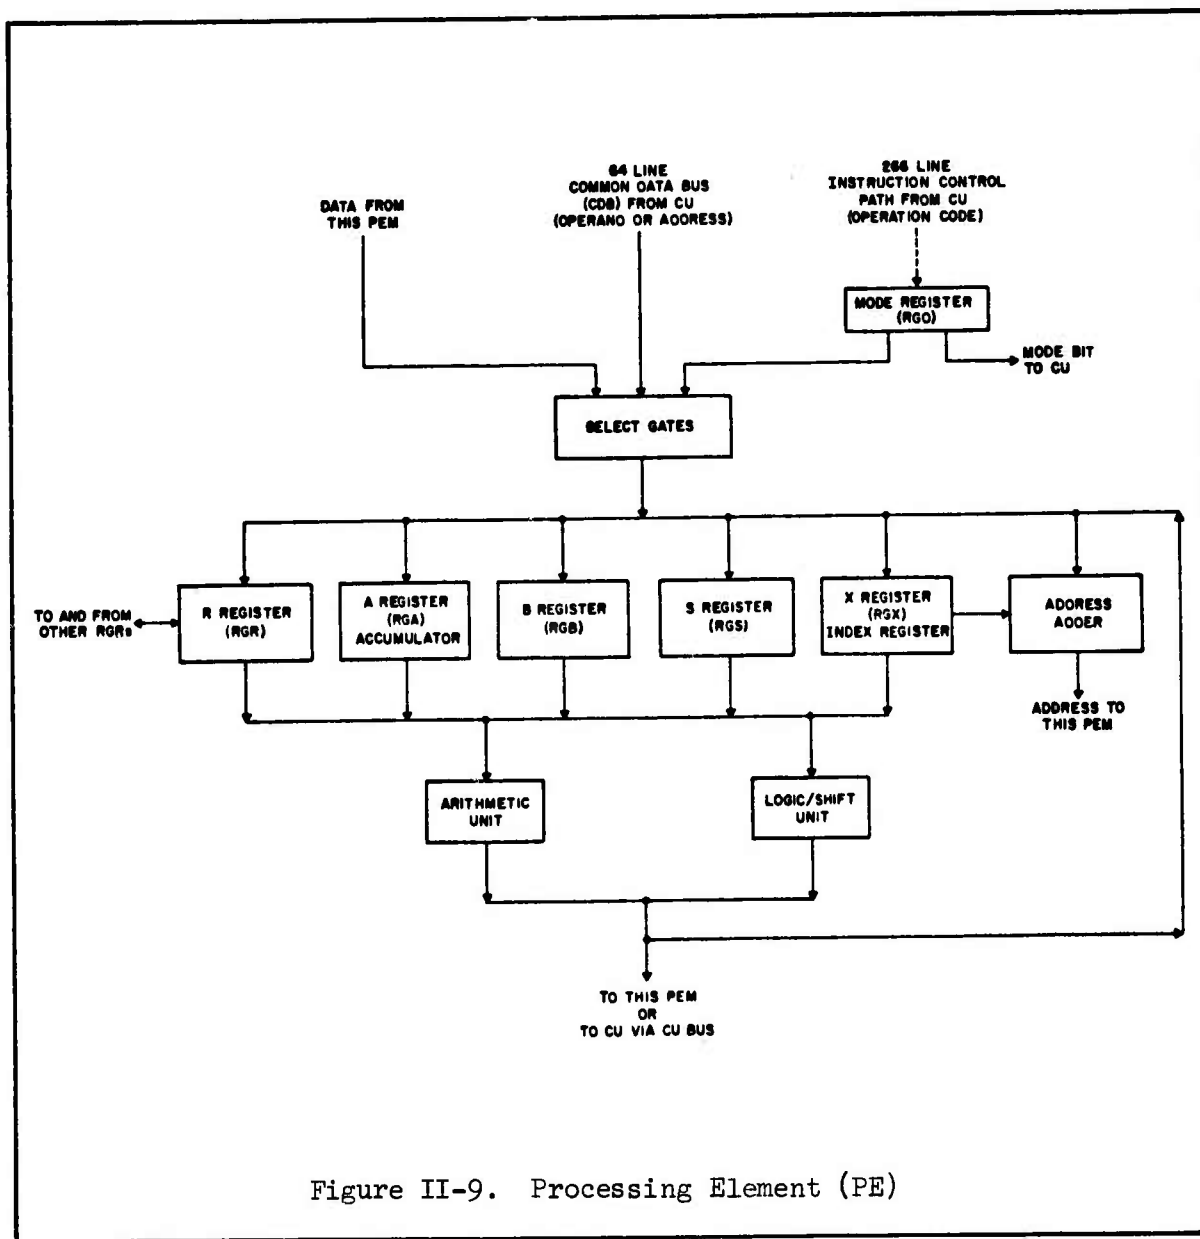 DATA FROM
THIS PEM
64 LINE
COMMON DATA BUS
(CDB) FROM CU
(OPERAND OR ADDRESS)
266 LINE
INSTRUCTION CONTROL
PATH FROM CU
(OPERATION CODE)
MODE REGISTER
(RGD)
MODE BIT
TO CU
SELECT GATES
TO AND FROM
OTHER RGRs
R REGISTER
(RGR)
A REGISTER
(RGA)
ACCUMULATOR
B REGISTER
(RGB)
S REGISTER
(RGS)
X REGISTER
(RGX)
INDEX REGISTER
ADDRESS
ADDER
ADDRESS TO
THIS PEM
ARITHMETIC
UNIT
LOGIC/SHIFT
UNIT
TO THIS PEM
OR
TO CU VIA CU BUS
Figure II-9. Processing Element (PE)